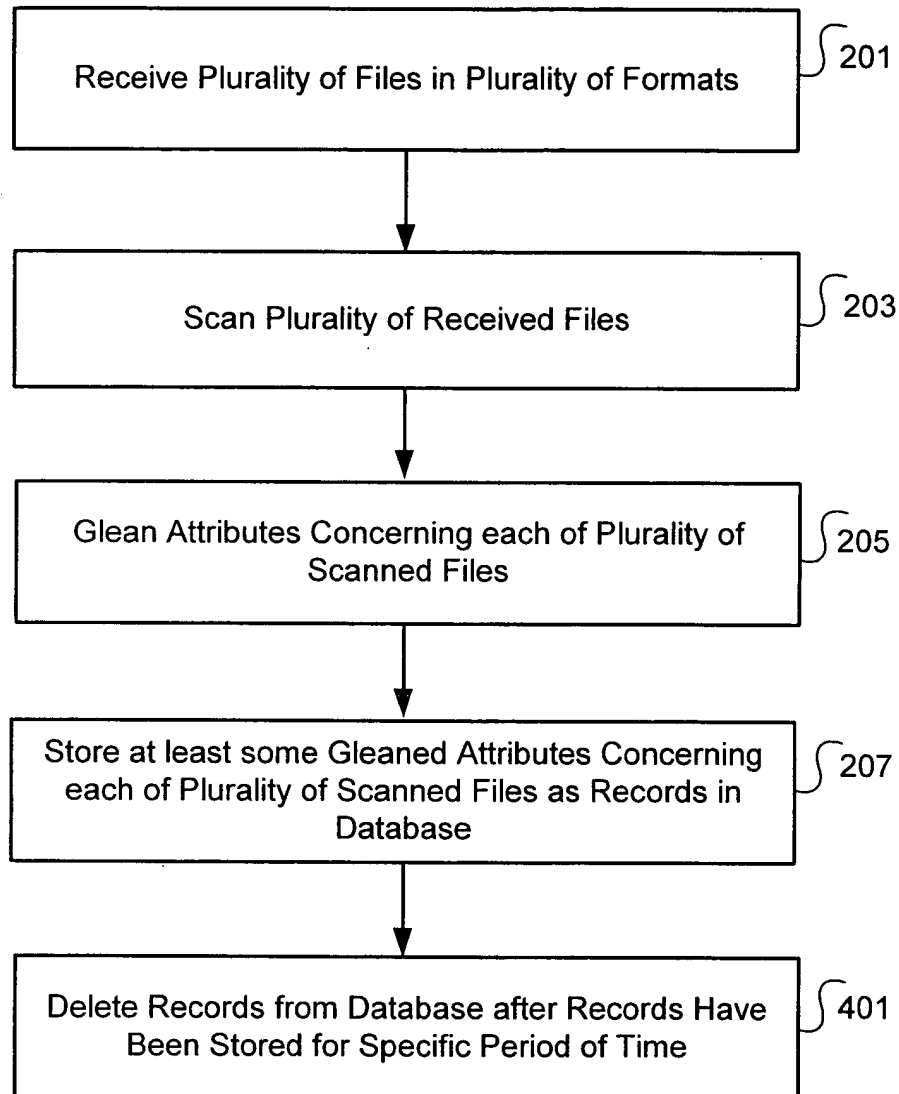 Receive Plurality of Files in Plurality of Formats
201
Scan Plurality of Received Files
203
Glean Attributes Concerning each of Plurality of
Scanned Files
205
Store at least some Gleaned Attributes Concerning
each of Plurality of Scanned Files as Records in
Database
207
Delete Records from Database after Records Have
Been Stored for Specific Period of Time
401